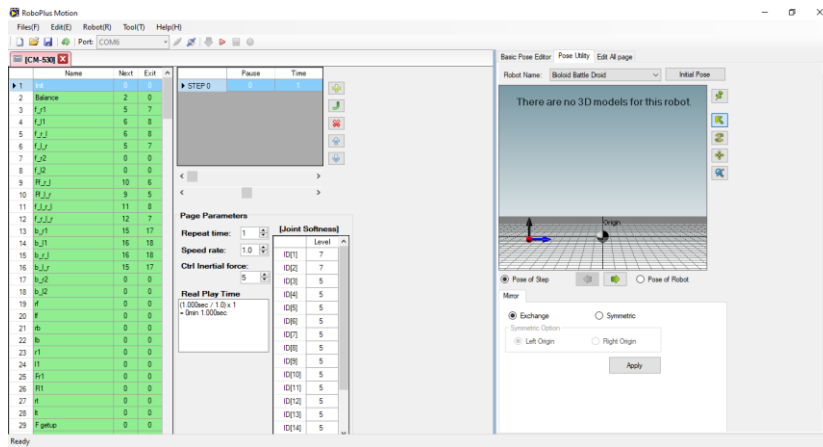 RoboPlus Motion
Files(F) Edit(E) Robot(R) Tool(T) Help(H)
Port: COM6
[CM-530]
Name Next Exit
1 Init 0 0
2 Balance 2 0
3 f_r1 5 7
4 f_l1 6 8
5 f_r_l 6 8
6 f_l_r 5 7
7 f_r2 0 0
8 f_l2 0 0
9 Ff_r_l 10 6
10 Ff_l_r 9 5
11 f_l_r_l 11 8
12 f_r_l_r 12 7
13 b_r1 15 17
14 b_l1 16 18
15 b_r_l 16 18
16 b_l_r 15 17
17 b_r2 0 0
18 b_l2 0 0
19 rf 0 0
20 lf 0 0
21 rb 0 0
22 lb 0 0
23 r1 0 0
24 l1 0 0
25 Fr1 0 0
26 Fl1 0 0
27 rt 0 0
28 lt 0 0
29 F getup 0 0
Pause Time
STEP 0 0 1
Page Parameters
Repeat time: 1
Speed rate: 1.0
Ctrl Inertial force:
5
Real Play Time
(1.000sec / 1.0) x 1
= 0min 1.000sec
[Joint Softness]
Level
ID[1] 7
ID[2] 7
ID[3] 5
ID[4] 5
ID[5] 5
ID[6] 5
ID[7] 5
ID[8] 5
ID[9] 5
ID[10] 5
ID[11] 5
ID[12] 5
ID[13] 5
ID[14] 5
Basic Pose Editor Pose Utility Edit All page
Robot Name: Bioloid Battle Droid Initial Pose
There are no 3D models for this robot.
Origin
Pose of Step Pose of Robot
Mirror
Exchange Symmetric
Symmetric Option
Left Origin Right Origin
Apply
Ready